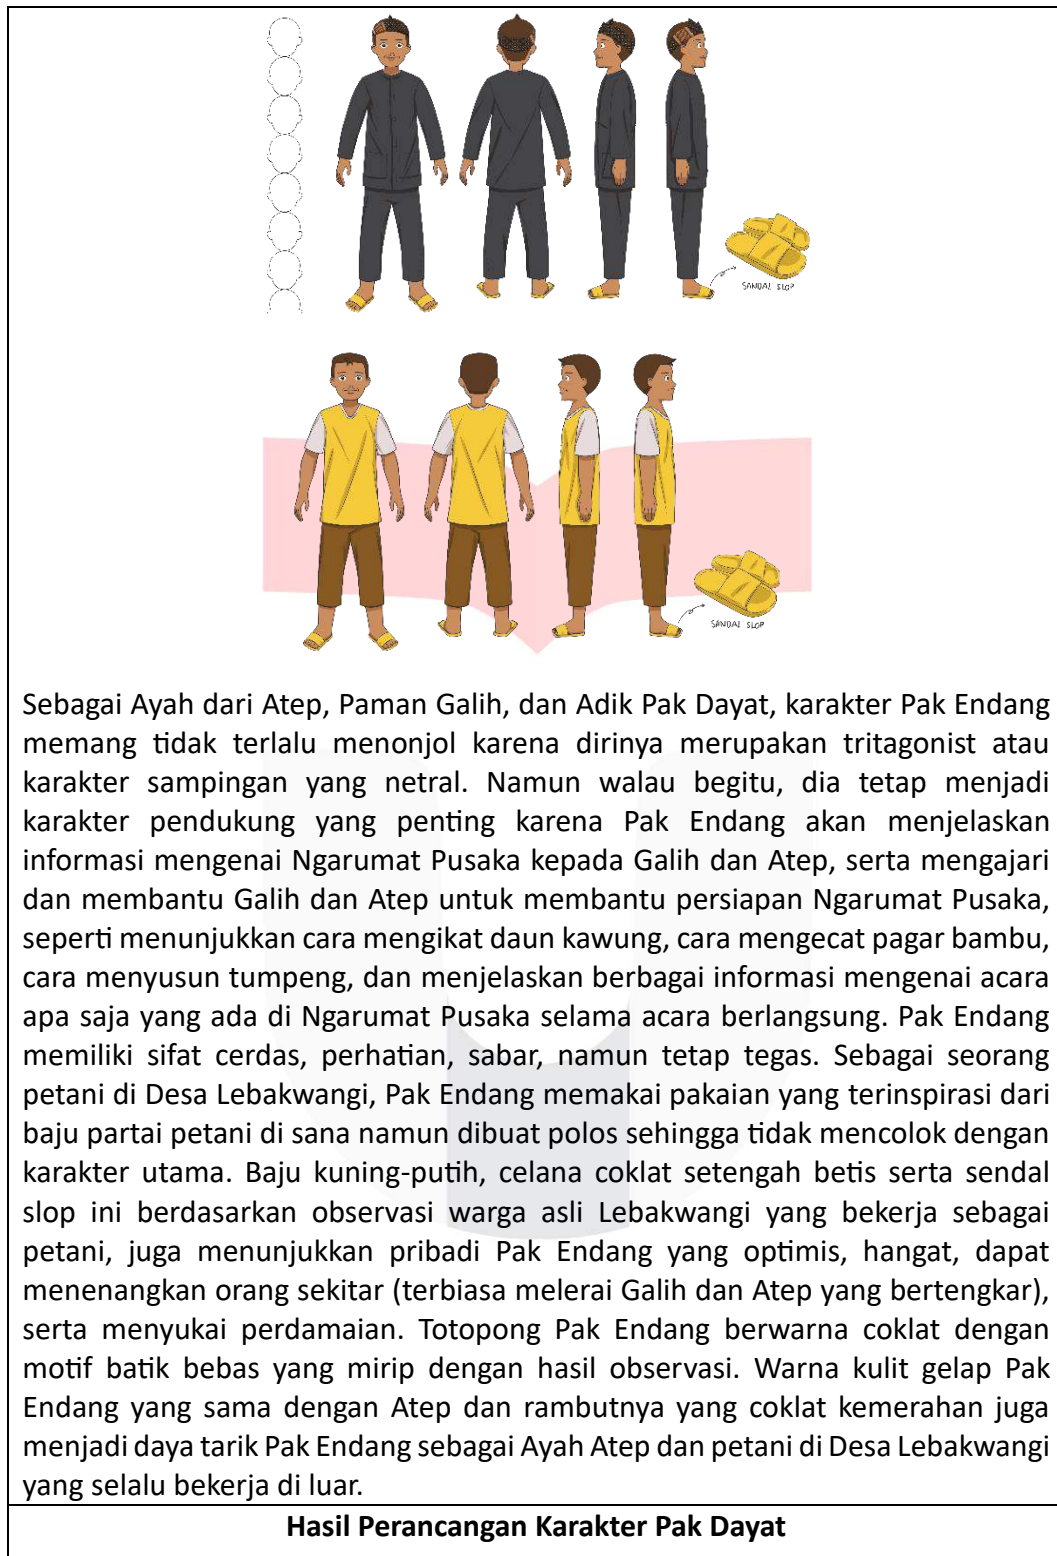 SANDAL SLOP
SANDAL SLOP
Sebagai Ayah dari Atep, Paman Galih, dan Adik Pak Dayat, karakter Pak Endang
memang tidak terlalu menonjol karena dirinya merupakan tritagonist atau
karakter sampingan yang netral. Namun walau begitu, dia tetap menjadi
karakter pendukung yang penting karena Pak Endang akan menjelaskan
informasi mengenai Ngarumat Pusaka kepada Galih dan Atep, serta mengajari
dan membantu Galih dan Atep untuk membantu persiapan Ngarumat Pusaka,
seperti menunjukkan cara mengikat daun kawung, cara mengecat pagar bambu,
cara menyusun tumpeng, dan menjelaskan berbagai informasi mengenai acara
apa saja yang ada di Ngarumat Pusaka selama acara berlangsung. Pak Endang
memiliki sifat cerdas, perhatian, sabar, namun tetap tegas. Sebagai seorang
petani di Desa Lebakwangi, Pak Endang memakai pakaian yang terinspirasi dari
baju partai petani di sana namun dibuat polos sehingga tidak mencolok dengan
karakter utama. Baju kuning-putih, celana coklat setengah betis serta sendal
slop ini berdasarkan observasi warga asli Lebakwangi yang bekerja sebagai
petani, juga menunjukkan pribadi Pak Endang yang optimis, hangat, dapat
menenangkan orang sekitar (terbiasa melerai Galih dan Atep yang bertengkar),
serta menyukai perdamaian. Totopong Pak Endang berwarna coklat dengan
motif batik bebas yang mirip dengan hasil observasi. Warna kulit gelap Pak
Endang yang sama dengan Atep dan rambutnya yang coklat kemerahan juga
menjadi daya tarik Pak Endang sebagai Ayah Atep dan petani di Desa Lebakwangi
yang selalu bekerja di luar.
Hasil Perancangan Karakter Pak Dayat